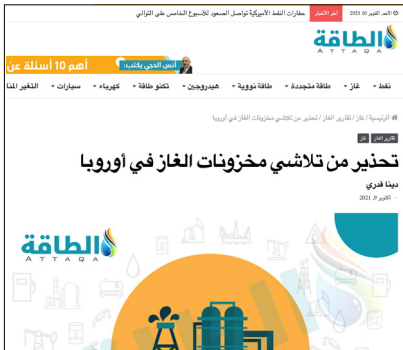 الأحد, أكتوبر 10 2021
أخر الأخبار
حفارات النفط الأميركية تواصل الصعود للأسبوع الخامس على التوالي
الطاقة
ATTAQA
أنس الحجي يكتب:
أهم 10 أسئلة عن
نفط
غاز
طاقة متجددة
طاقة نووية
هيدروجين
تكنو طاقة
كهرباء
سيارات
التغير المنا
الرئيسية / غاز / تقارير الغاز / تحذير من تلاشي مخزونات الغاز في أوروبا
تقارير الغاز
غاز
تحذير من تلاشي مخزونات الغاز في أوروبا
دينا قدري
أكتوبر 9, 2021
الطاقة
ATTAQA